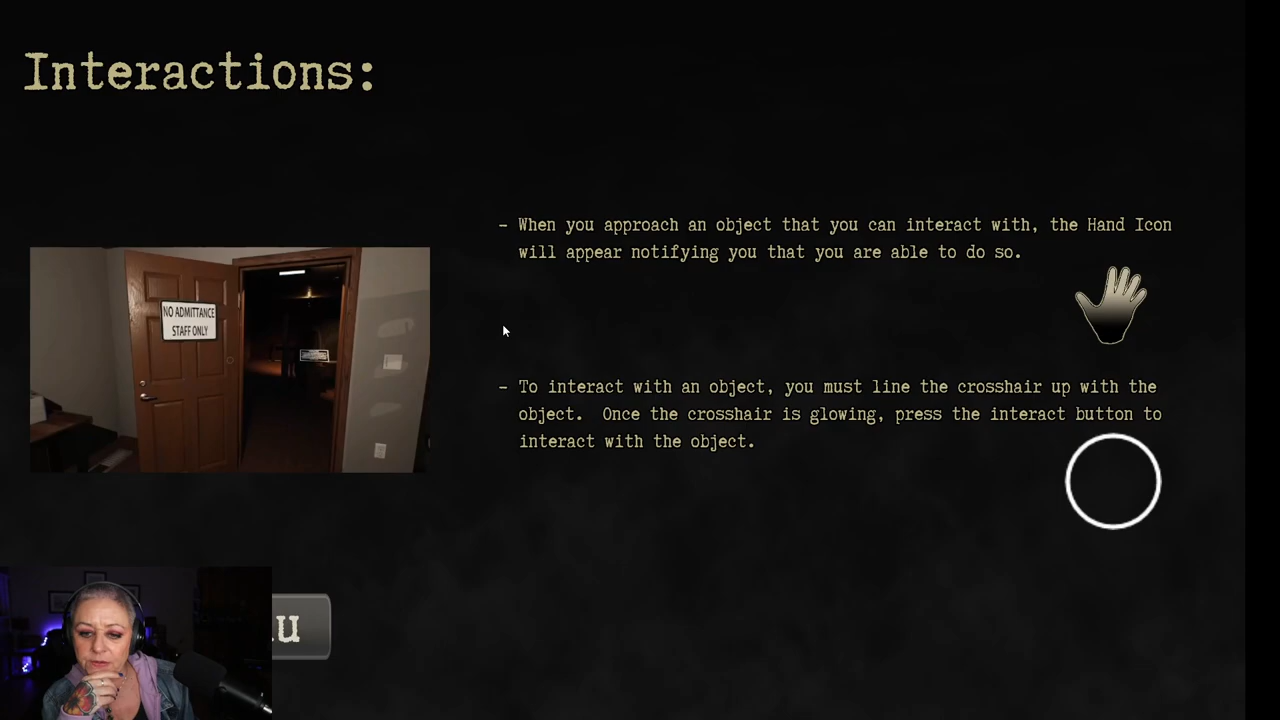 Interactions:
- When you approach an object that you can interact with, the Hand Icon
will appear notifying you that you are able to do so.
NO ADMITTANCE
STAFF ONLY
- To interact with an object, you must line the crosshair up with the
object. Once the crosshair is glowing, press the interact button to
interact with the object.
u